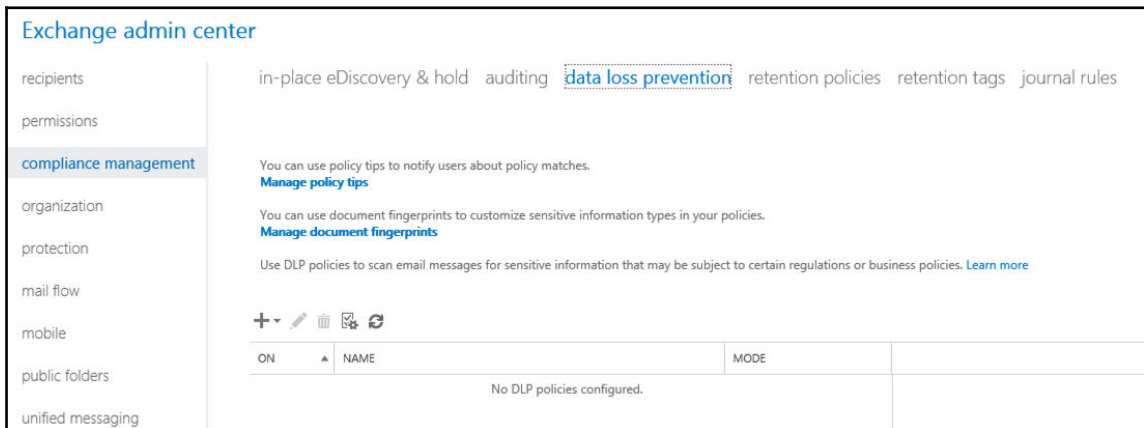 Exchange admin center
recipients
permissions
compliance management
organization
protection
mail flow
mobile
public folders
unified messaging
in-place eDiscovery & hold auditing data loss prevention retention policies retention tags journal rules
You can use policy tips to notify users about policy matches.
Manage policy tips
You can use document fingerprints to customize sensitive information types in your policies.
Manage document fingerprints
Use DLP policies to scan email messages for sensitive information that may be subject to certain regulations or business policies. Learn more
ON NAME MODE
No DLP policies configured.